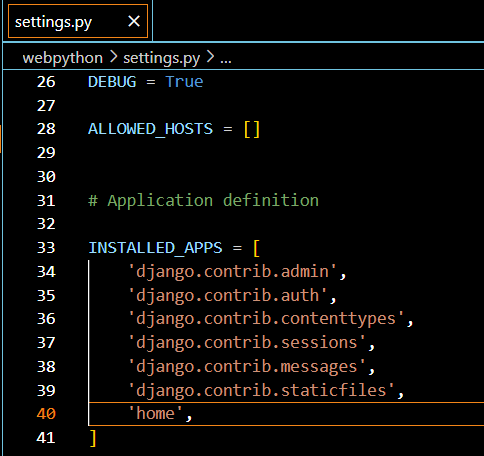 settings.py ×
webpython > settings.py > ...
26 DEBUG = True
27
28 ALLOWED_HOSTS = []
29
30
31 # Application definition
32
33 INSTALLED_APPS = [
34     'django.contrib.admin',
35     'django.contrib.auth',
36     'django.contrib.contenttypes',
37     'django.contrib.sessions',
38     'django.contrib.messages',
39     'django.contrib.staticfiles',
40     'home',
41 ]